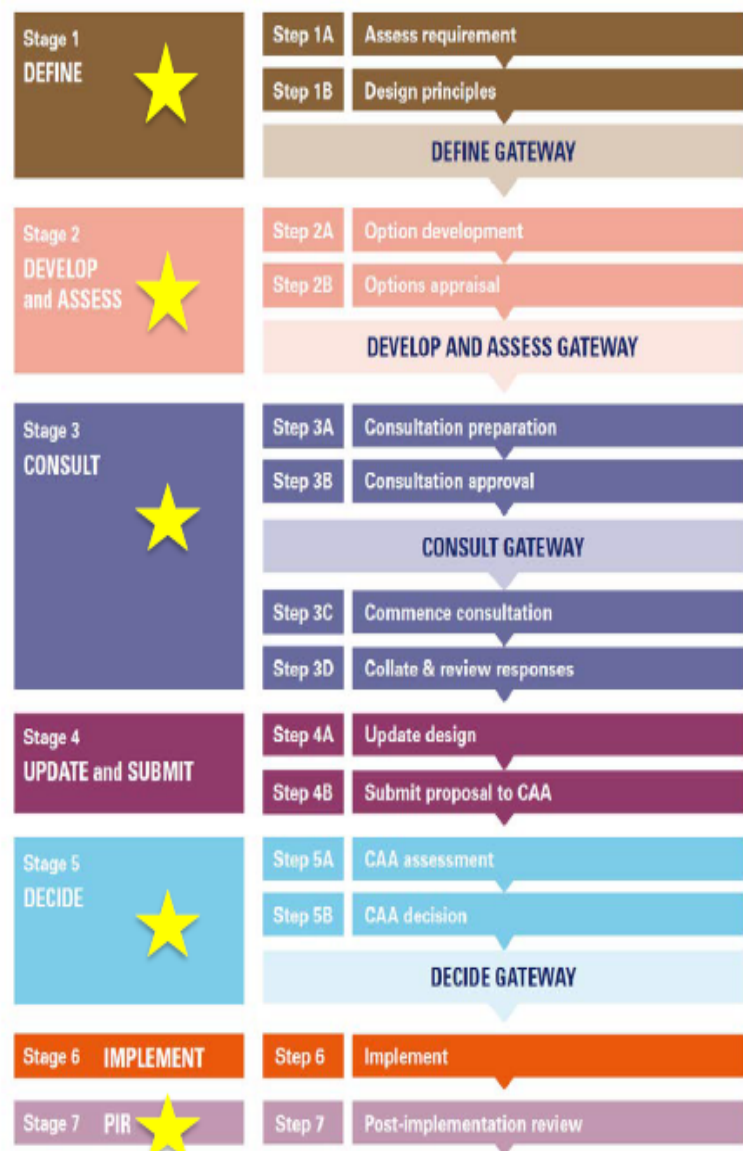 Stage 1
DEFINE
Step 1A Assess requirement
Step 1B Design principles
DEFINE GATEWAY
Stage 2
DEVELOP
and ASSESS
Step 2A Option development
Step 2B Options appraisal
DEVELOP AND ASSESS GATEWAY
Stage 3
CONSULT
Step 3A Consultation preparation
Step 3B Consultation approval
CONSULT GATEWAY
Step 3C Commence consultation
Step 3D Collate & review responses
Stage 4
UPDATE and SUBMIT
Step 4A Update design
Step 4B Submit proposal to CAA
Stage 5
DECIDE
Step 5A CAA assessment
Step 5B CAA decision
DECIDE GATEWAY
Stage 6 IMPLEMENT Step 6 Implement
Stage 7 PIR Step 7 Post-implementation review